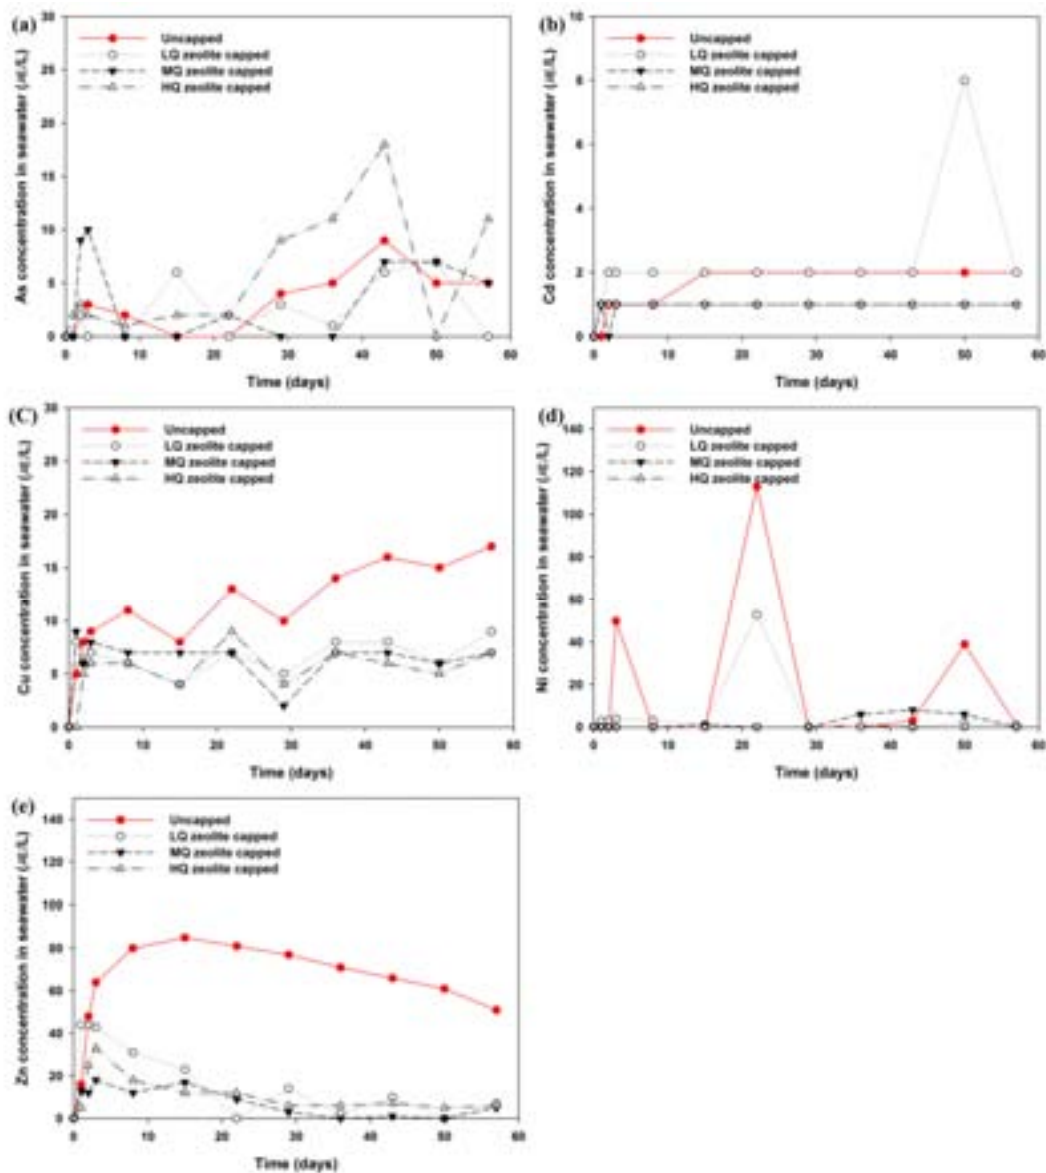 (a)
30
25
20
15
10
5
0
As concentration in seawater
Uncapped
LQ zeolite capped
MQ zeolite capped
HQ zeolite capped
0 10 20 30 40 50 60
Time (days)
(b)
10
8
6
4
2
0
Cd concentration in seawater
Uncapped
LQ zeolite capped
MQ zeolite capped
HQ zeolite capped
0 10 20 30 40 50 60
Time (days)
(C)
30
25
20
15
10
5
0
Cu concentration in seawater
Uncapped
LQ zeolite capped
MQ zeolite capped
HQ zeolite capped
0 10 20 30 40 50 60
Time (days)
(d)
140
120
100
80
60
40
20
0
Ni concentration in seawater
Uncapped
LQ zeolite capped
MQ zeolite capped
HQ zeolite capped
0 10 20 30 40 50 60
Time (days)
(e)
140
120
100
80
60
40
20
0
Zn concentration in seawater
Uncapped
LQ zeolite capped
MQ zeolite capped
HQ zeolite capped
0 10 20 30 40 50 60
Time (days)